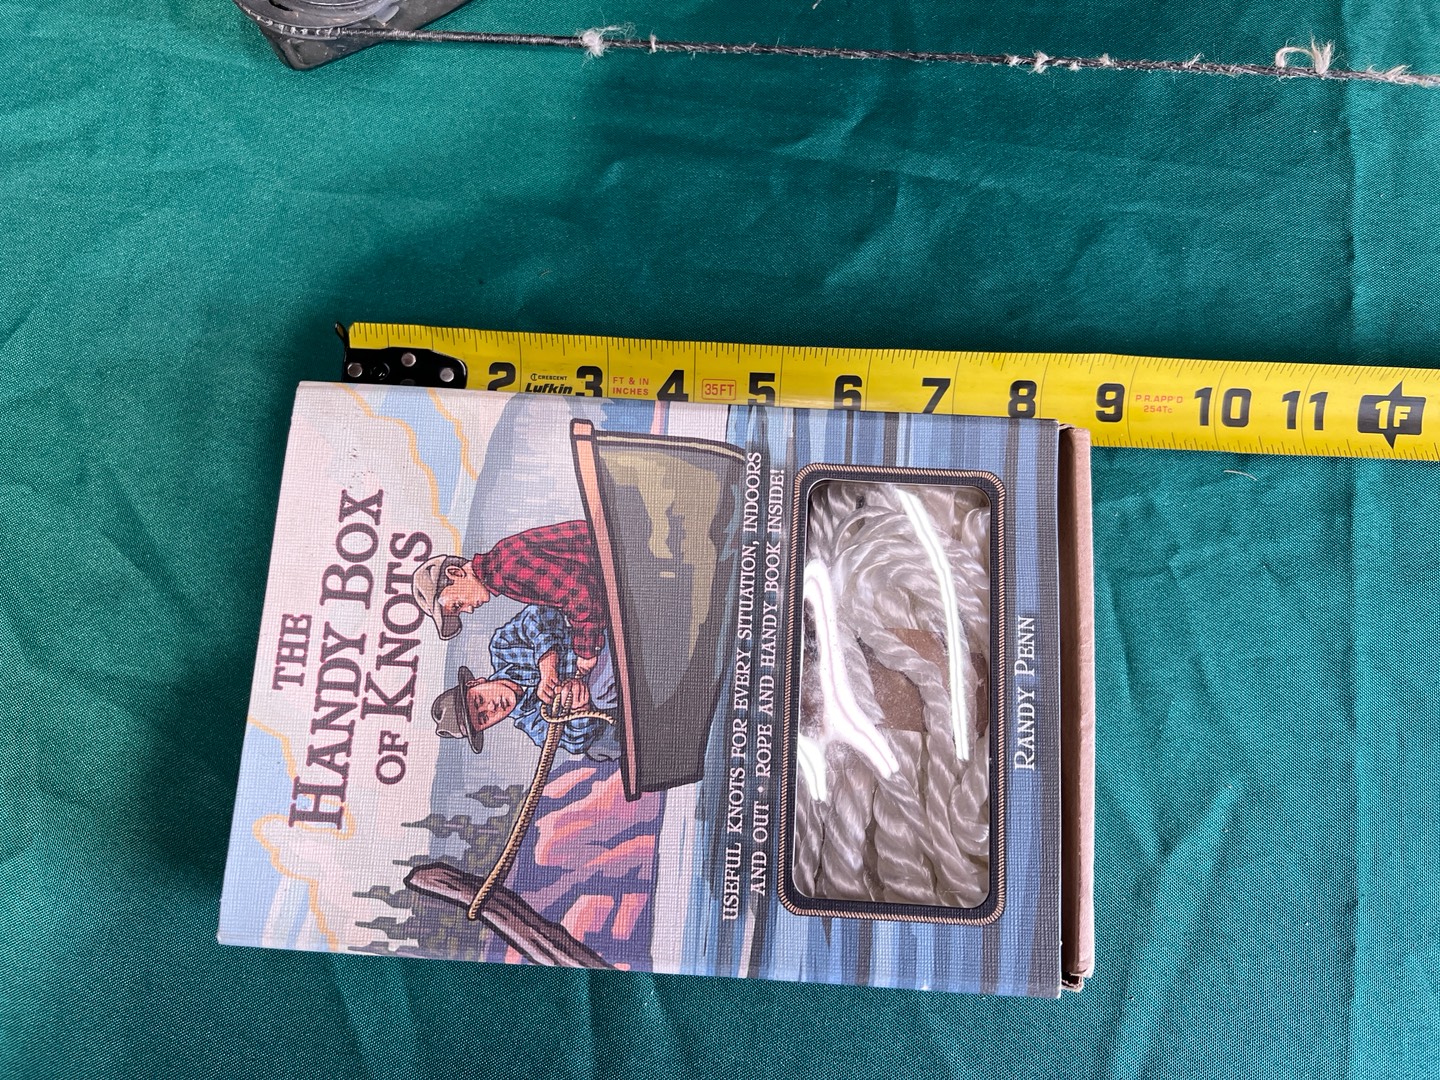 2
CRESCENT
Lufkin
3
FT & IN
INCHES
4
35FT
5
6
7
8
9
P.R.APP'D
254Tc
10
11
1F
THE
HANDY BOX
OF KNOTS
USEFUL KNOTS FOR EVERY SITUATION, INDOORS
AND OUT • ROPE AND HANDY BOOK INSIDE!
RANDY PENN